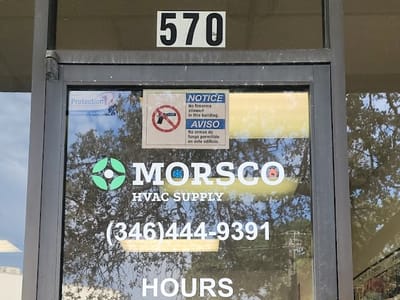 570
Protection
NOTICE
No firearms
allowed
in this building.
AVISO
No armas de
fuego permitida
en este edificio.
MORSCO
HVAC SUPPLY
(346)444-9391
HOURS